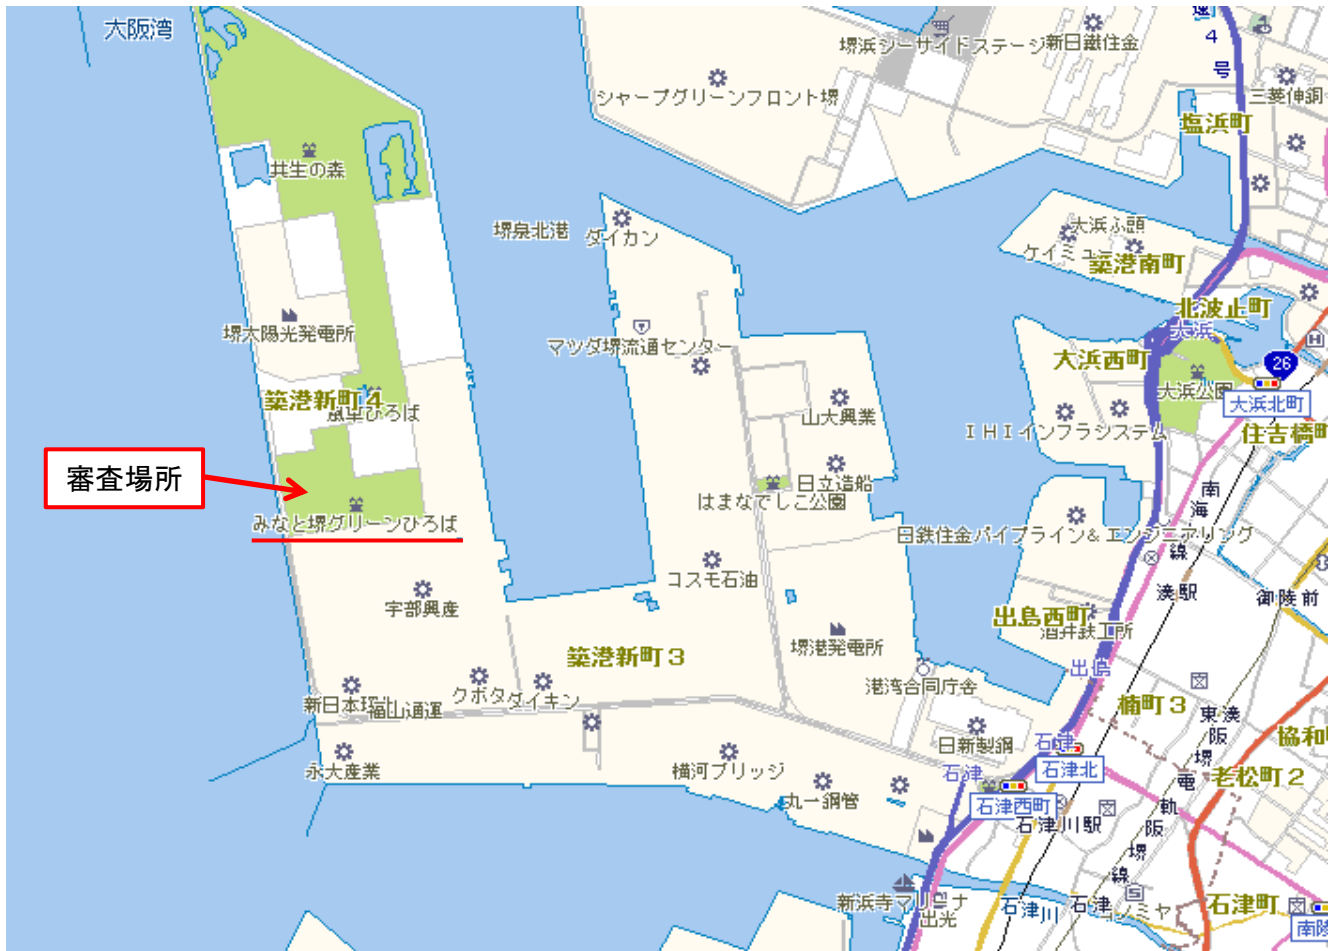 大阪湾
堺浜シーサイドステージ
新日鐵住金
4
号
三菱伸銅
シャープグリーンフロント堺
塩浜町
共生の森
堺泉北港
ダイカン
大浜ふ頭
築港南町
北波止町
大浜
堺太陽光発電所
マツダ堺流通センター
大浜西町
26
大浜公園
大浜北町
築港新町4
風車ひろば
山大興業
IHIインフラシステム
住吉橋町
審査場所
日立造船
はまなでしこ公園
みなと堺グリーンひろば
日鉄住金パイプライン&エンジニアリング
南海線
湊駅
コスモ石油
宇部興産
御陵前
出島西町
酒井鉄工所
堺港発電所
築港新町3
出島
港湾合同庁舎
クボタ
ダイキン
福山通運
楠町3
東湊
協和
日新製鋼
石津
石津北
永大産業
横河ブリッジ
石津
老松町2
丸一鋼管
石津西町
石津川駅
阪堺電軌阪堺線
新浜寺マリーナ
出光
石津川
石津
コノミヤ
石津町
南陵